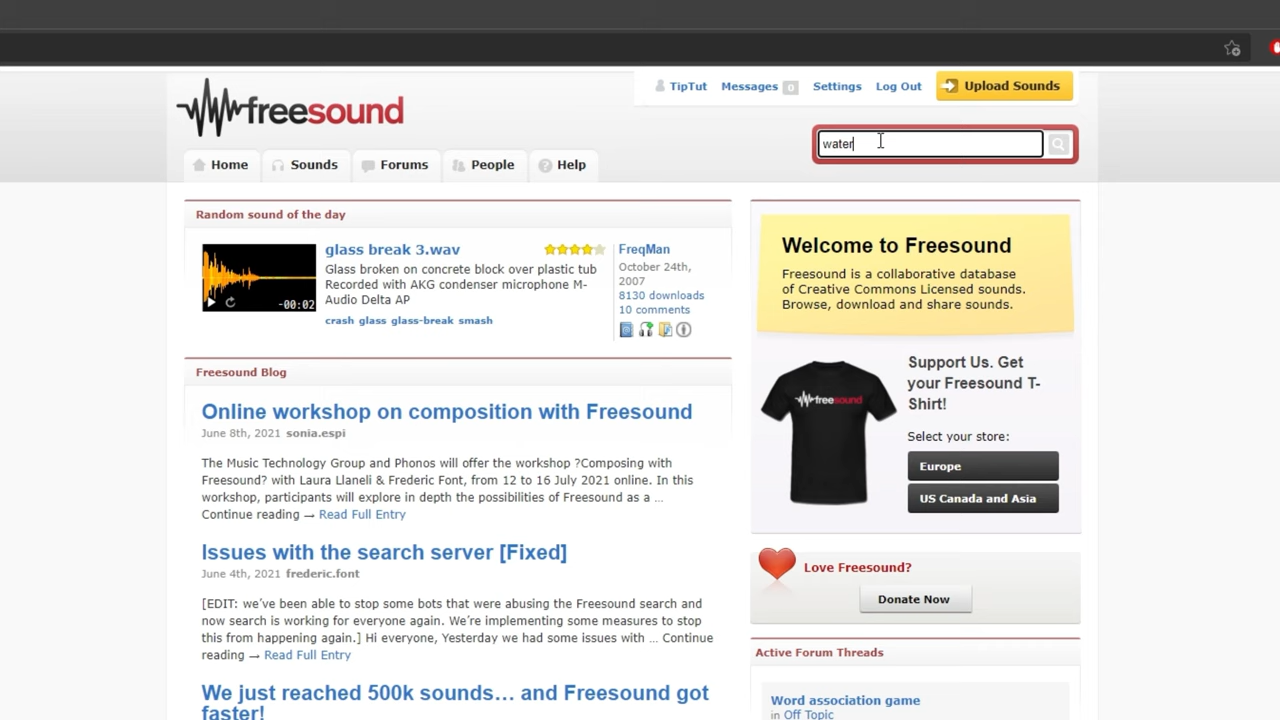 TipTut Messages 0 Settings Log Out Upload Sounds
freesound
water
Home Sounds Forums People Help
Random sound of the day
glass break 3.wav
Glass broken on concrete block over plastic tub
Recorded with AKG condenser microphone M-
Audio Delta AP
crash glass glass-break smash
-00:02
FreqMan
October 24th,
2007
8130 downloads
10 comments
Freesound Blog
Online workshop on composition with Freesound
June 8th, 2021 sonia.espi
The Music Technology Group and Phonos will offer the workshop ?Composing with
Freesound? with Laura Llaneli & Frederic Font, from 12 to 16 July 2021 online. In this
workshop, participants will explore in depth the possibilities of Freesound as a …
Continue reading → Read Full Entry
Issues with the search server [Fixed]
June 4th, 2021 frederic.font
[EDIT: we've been able to stop some bots that were abusing the Freesound search and
now search is working for everyone again. We're implementing some measures to stop
this from happening again.] Hi everyone, Yesterday we had some issues with … Continue
reading → Read Full Entry
We just reached 500k sounds… and Freesound got
faster!
Welcome to Freesound
Freesound is a collaborative database
of Creative Commons Licensed sounds.
Browse, download and share sounds.
freesound
Support Us. Get
your Freesound T-
Shirt!
Select your store:
Europe
US Canada and Asia
Love Freesound?
Donate Now
Active Forum Threads
Word association game
in Off Topic